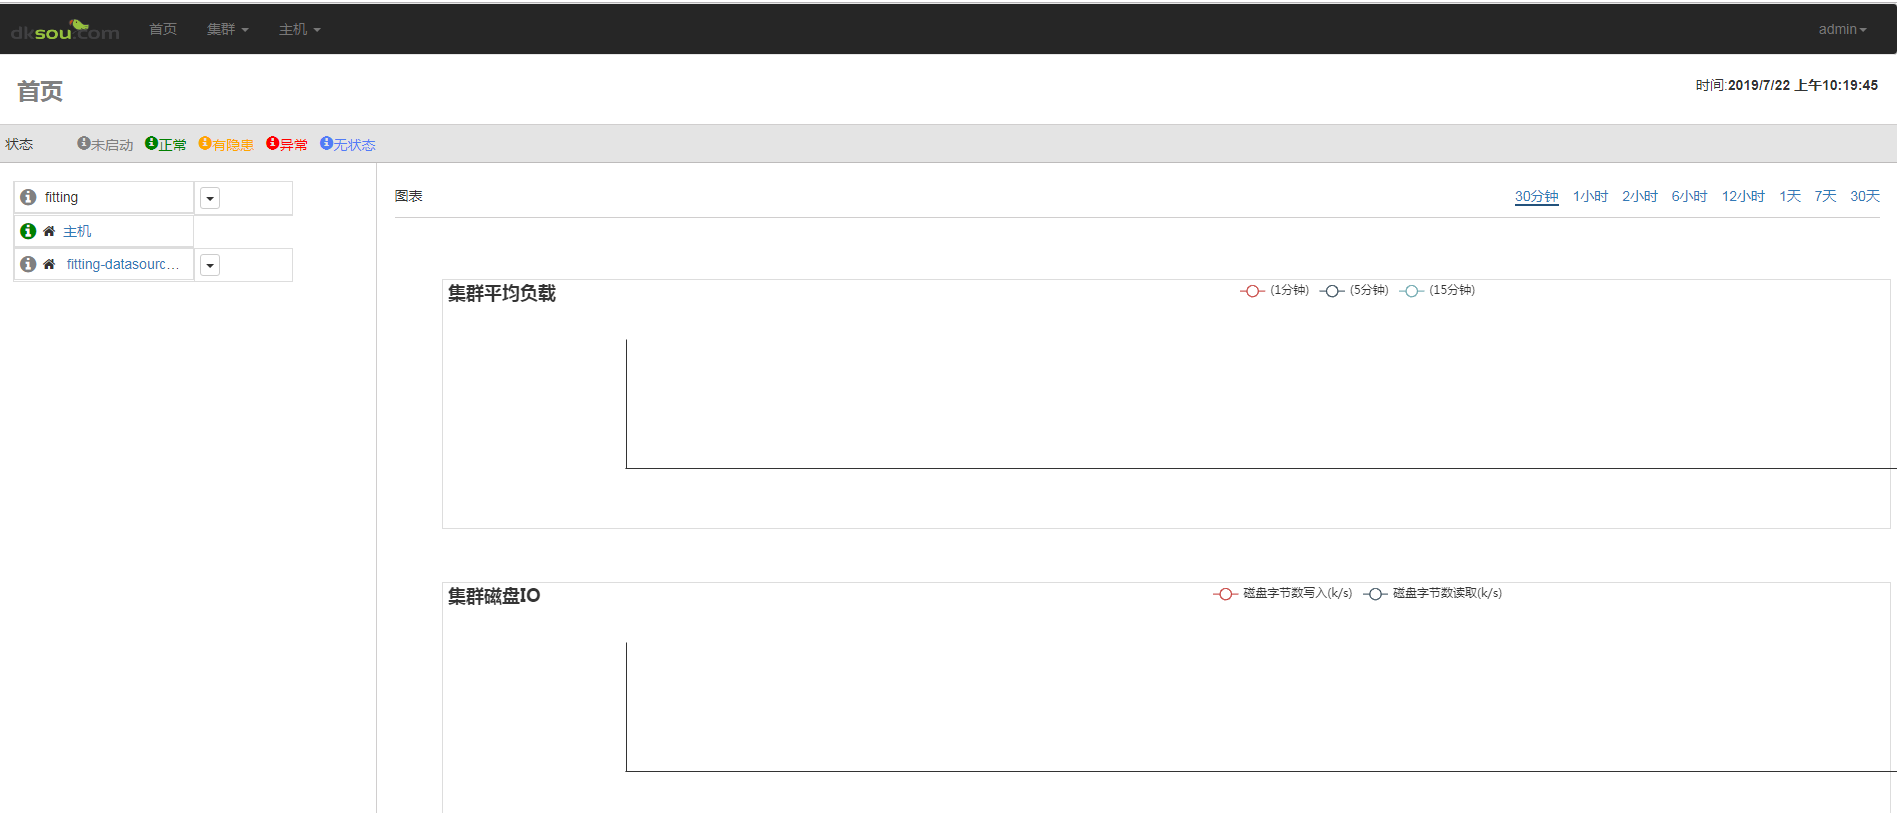 dksou.com 首页 集群 主机 admin
首页 时间:2019/7/22 上午10:19:45
状态 未启动 正常 有隐患 异常 无状态
fitting
主机
fitting-datasourc...
图表 30分钟 1小时 2小时 6小时 12小时 1天 7天 30天
集群平均负载 (1分钟) (5分钟) (15分钟)
集群磁盘IO 磁盘字节数写入(k/s) 磁盘字节数读取(k/s)